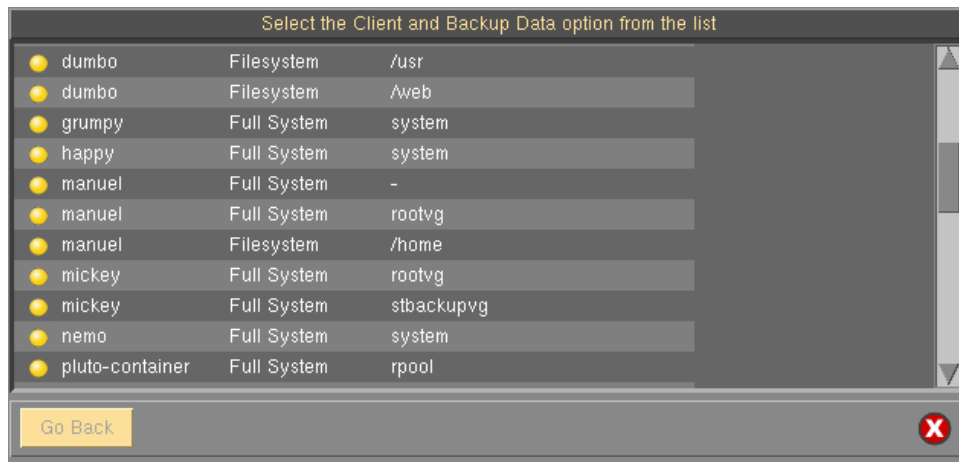 Select the Client and Backup Data option from the list
dumbo Filesystem /usr
dumbo Filesystem /web
grumpy Full System system
happy Full System system
manuel Full System -
manuel Full System rootvg
manuel Filesystem /home
mickey Full System rootvg
mickey Full System stbackupvg
nemo Full System system
pluto-container Full System rpool
Go Back
X